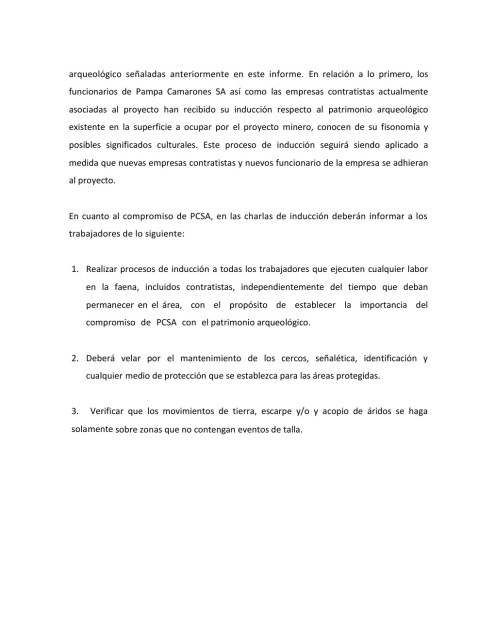 arqueológico señaladas anteriormente en este informe. En relación a lo primero, los
funcionarios de Pampa Camarones SA así como las empresas contratistas actualmente
asociadas al proyecto han recibido su inducción respecto al patrimonio arqueológico
existente en la superficie a ocupar por el proyecto minero, conocen de su fisonomía y
posibles significados culturales. Este proceso de inducción seguirá siendo aplicado a
medida que nuevas empresas contratistas y nuevos funcionario de la empresa se adhieran
al proyecto.
En cuanto al compromiso de PCSA, en las charlas de inducción deberán informar a los
trabajadores de lo siguiente:
1. Realizar procesos de inducción a todas los trabajadores que ejecuten cualquier labor
en la faena, incluidos contratistas, independientemente del tiempo que deban
permanecer en el área, con el propósito de establecer la importancia del
compromiso de PCSA con el patrimonio arqueológico.
2. Deberá velar por el mantenimiento de los cercos, señalética, identificación y
cualquier medio de protección que se establezca para las áreas protegidas.
3. Verificar que los movimientos de tierra, escarpe y/o y acopio de áridos se haga
solamente sobre zonas que no contengan eventos de talla.